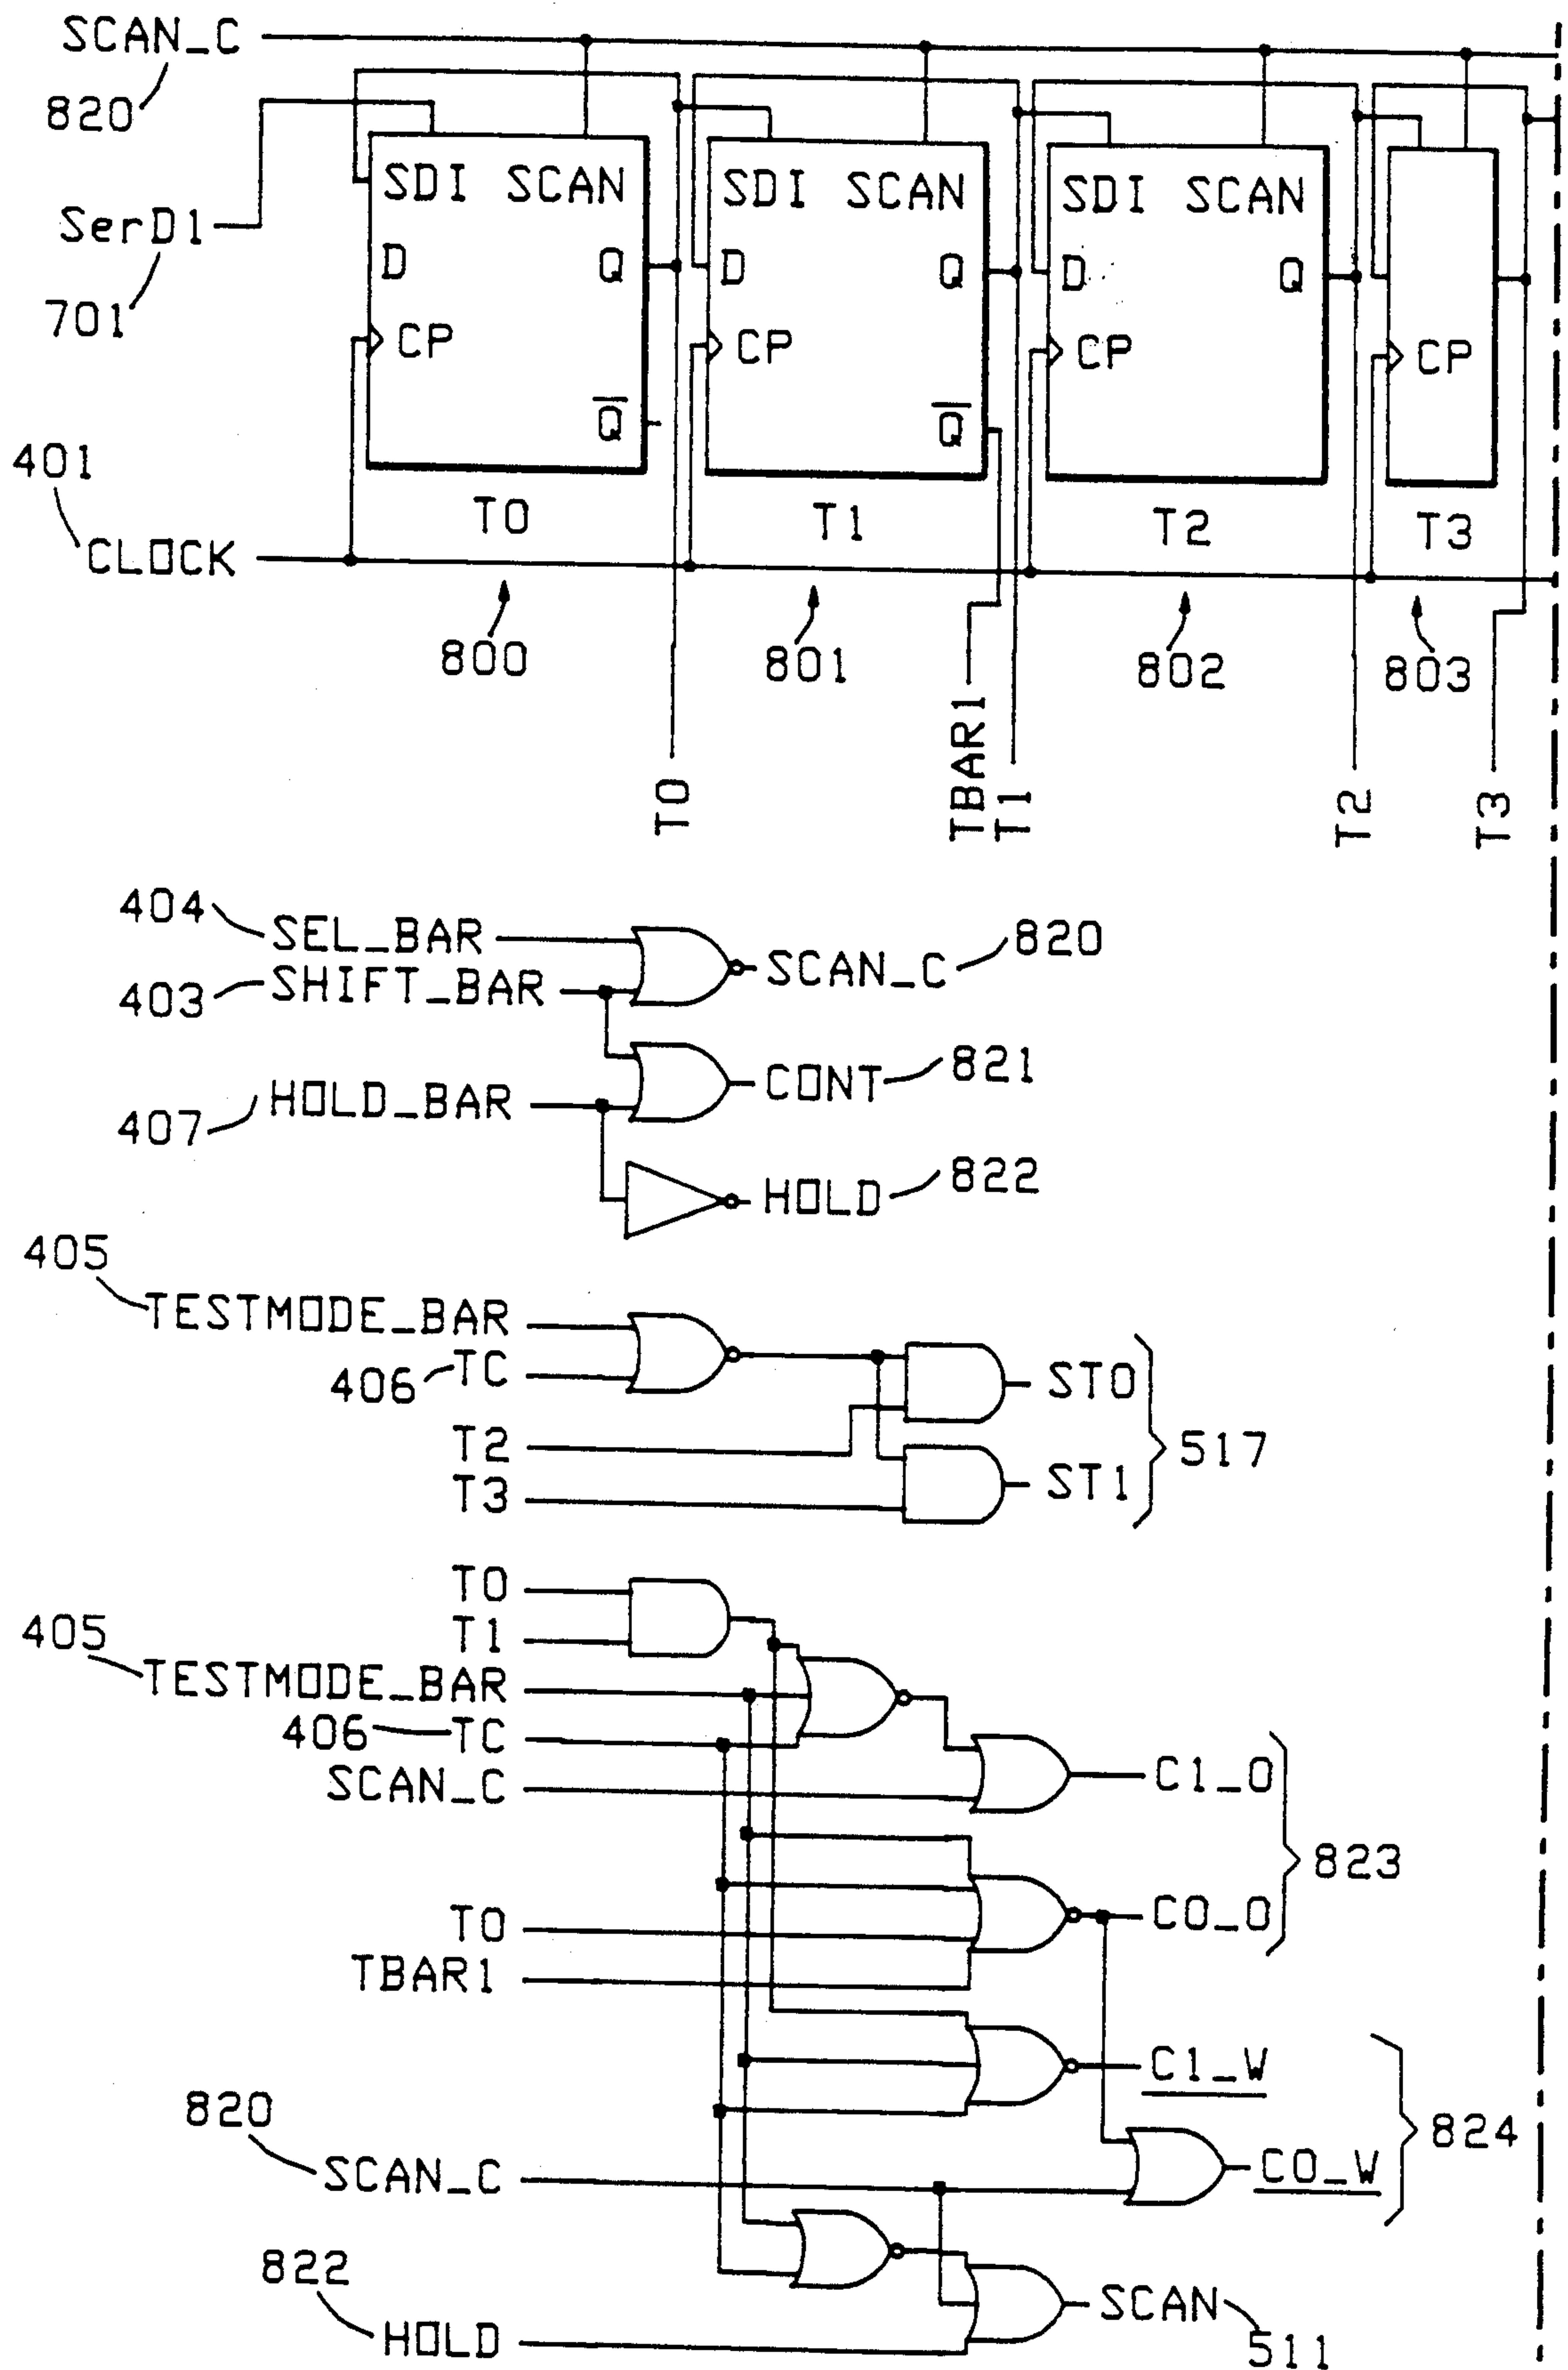 SCAN_C
820
SDI SCAN
SDI SCAN
SDI SCAN
SerD1
D Q
D Q
D Q
701
CP
CP
CP
CP
Q
Q
401
T0
T1
T2
T3
CLOCK
800
801
802
803
T0
TBAR1
T1
T2
T3
404
SEL_BAR
SCAN_C
820
403
SHIFT_BAR
CONT
821
407
HOLD_BAR
HOLD
822
405
TESTMODE_BAR
406
TC
ST0
T2
517
T3
ST1
T0
405
T1
TESTMODE_BAR
406
TC
SCAN_C
C1_O
823
T0
C0_O
TBAR1
C1_W
820
824
SCAN_C
C0_W
822
HOLD
SCAN
511